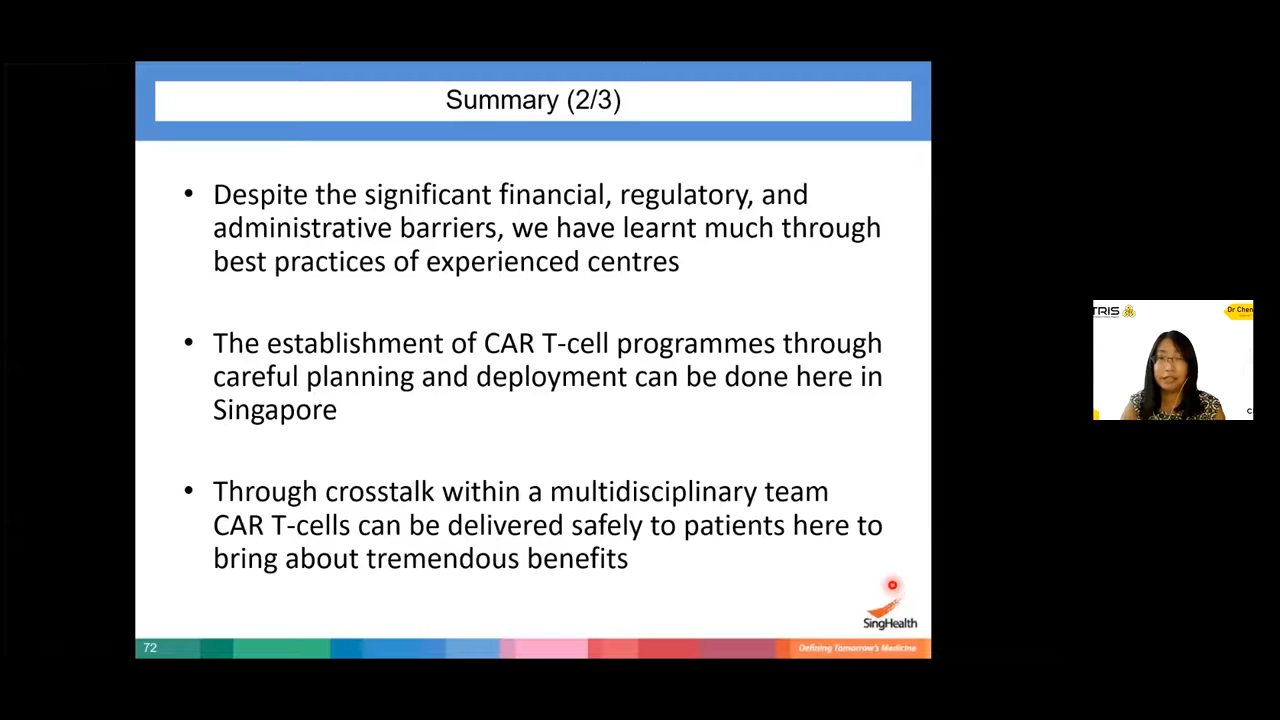 Summary (2/3)
• Despite the significant financial, regulatory, and
administrative barriers, we have learnt much through
best practices of experienced centres
• The establishment of CAR T-cell programmes through
careful planning and deployment can be done here in
Singapore
• Through crosstalk within a multidisciplinary team
CAR T-cells can be delivered safely to patients here to
bring about tremendous benefits
SingHealth
72
Defining Tomorrow's Medicine
TRIS
Dr Chen
C